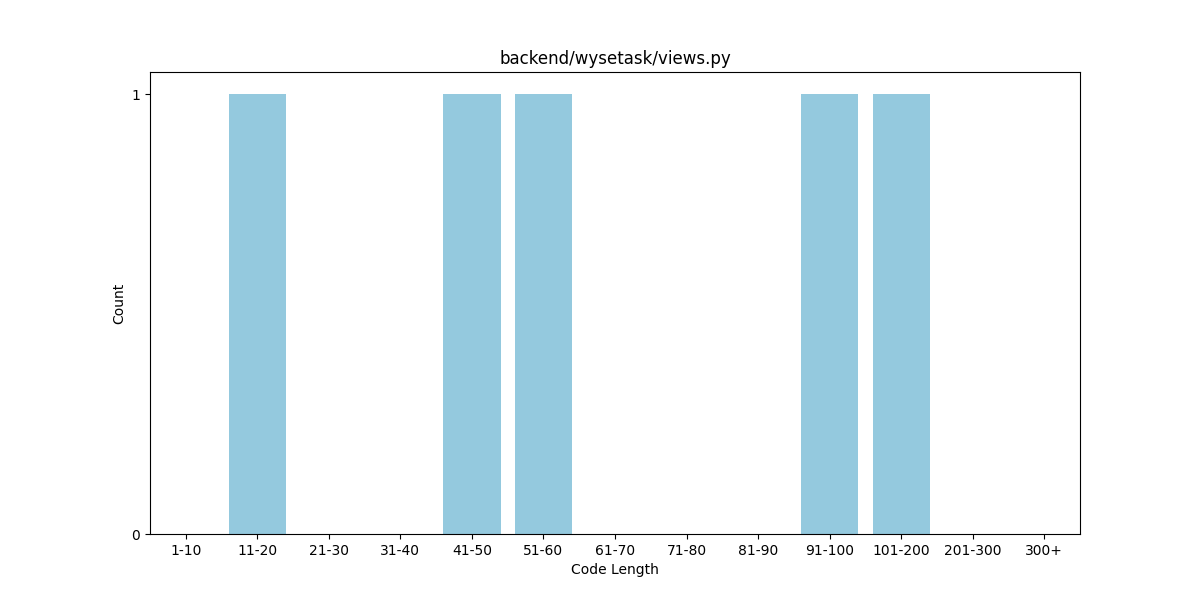 backend/wysetask/views.py
1
0
Count
1-10 11-20 21-30 31-40 41-50 51-60 61-70 71-80 81-90 91-100 101-200 201-300 300+
Code Length